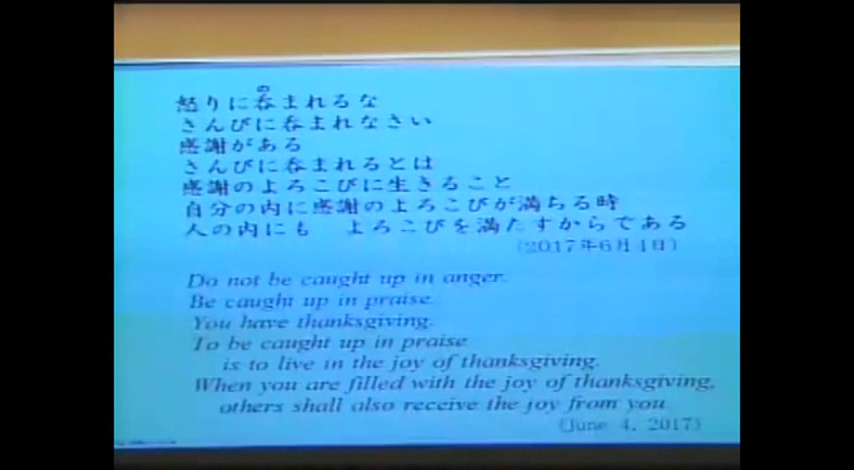 の
怒りに呑まれるな
さんびに呑まれなさい
感謝がある
さんびに呑まれるとは
感謝のよろこびに生きること
自分の内に感謝のよろこびが満ちる時
人の内にも よろこびを満たすからである
(2017年6月4日)
Do not be caught up in anger.
Be caught up in praise.
You have thanksgiving.
To be caught up in praise
is to live in the joy of thanksgiving.
When you are filled with the joy of thanksgiving,
others shall also receive the joy from you.
(June 4, 2017)